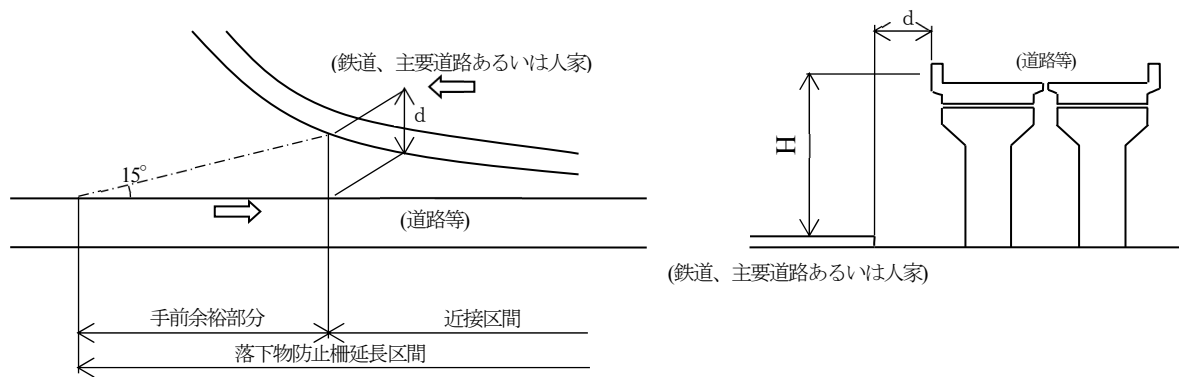 (鉄道、主要道路あるいは人家)
d
15°
(道路等)
手前余裕部分
近接区間
落下物防止柵延長区間
d
(道路等)
H
(鉄道、主要道路あるいは人家)